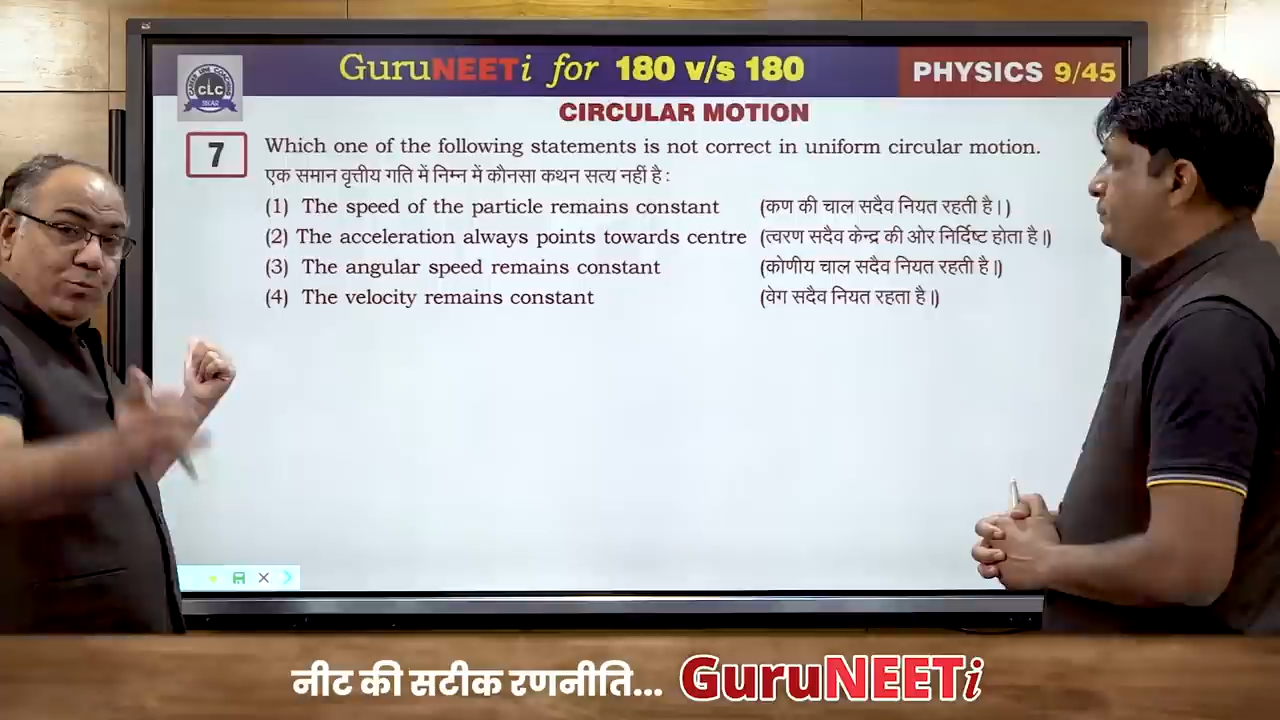 GuruNEETi for 180 v/s 180
PHYSICS 9/45
CLC
CIRCULAR MOTION
7
Which one of the following statements is not correct in uniform circular motion.
एक समान वृत्तीय गति में निम्न में कौनसा कथन सत्य नहीं है :
(1) The speed of the particle remains constant (कण की चाल सदैव नियत रहती है।)
(2) The acceleration always points towards centre (त्वरण सदैव केन्द्र की ओर निर्दिष्ट होता है।)
(3) The angular speed remains constant (कोणीय चाल सदैव नियत रहती है।)
(4) The velocity remains constant (वेग सदैव नियत रहता है।)
नीट की सटीक रणनीति... GuruNEETi